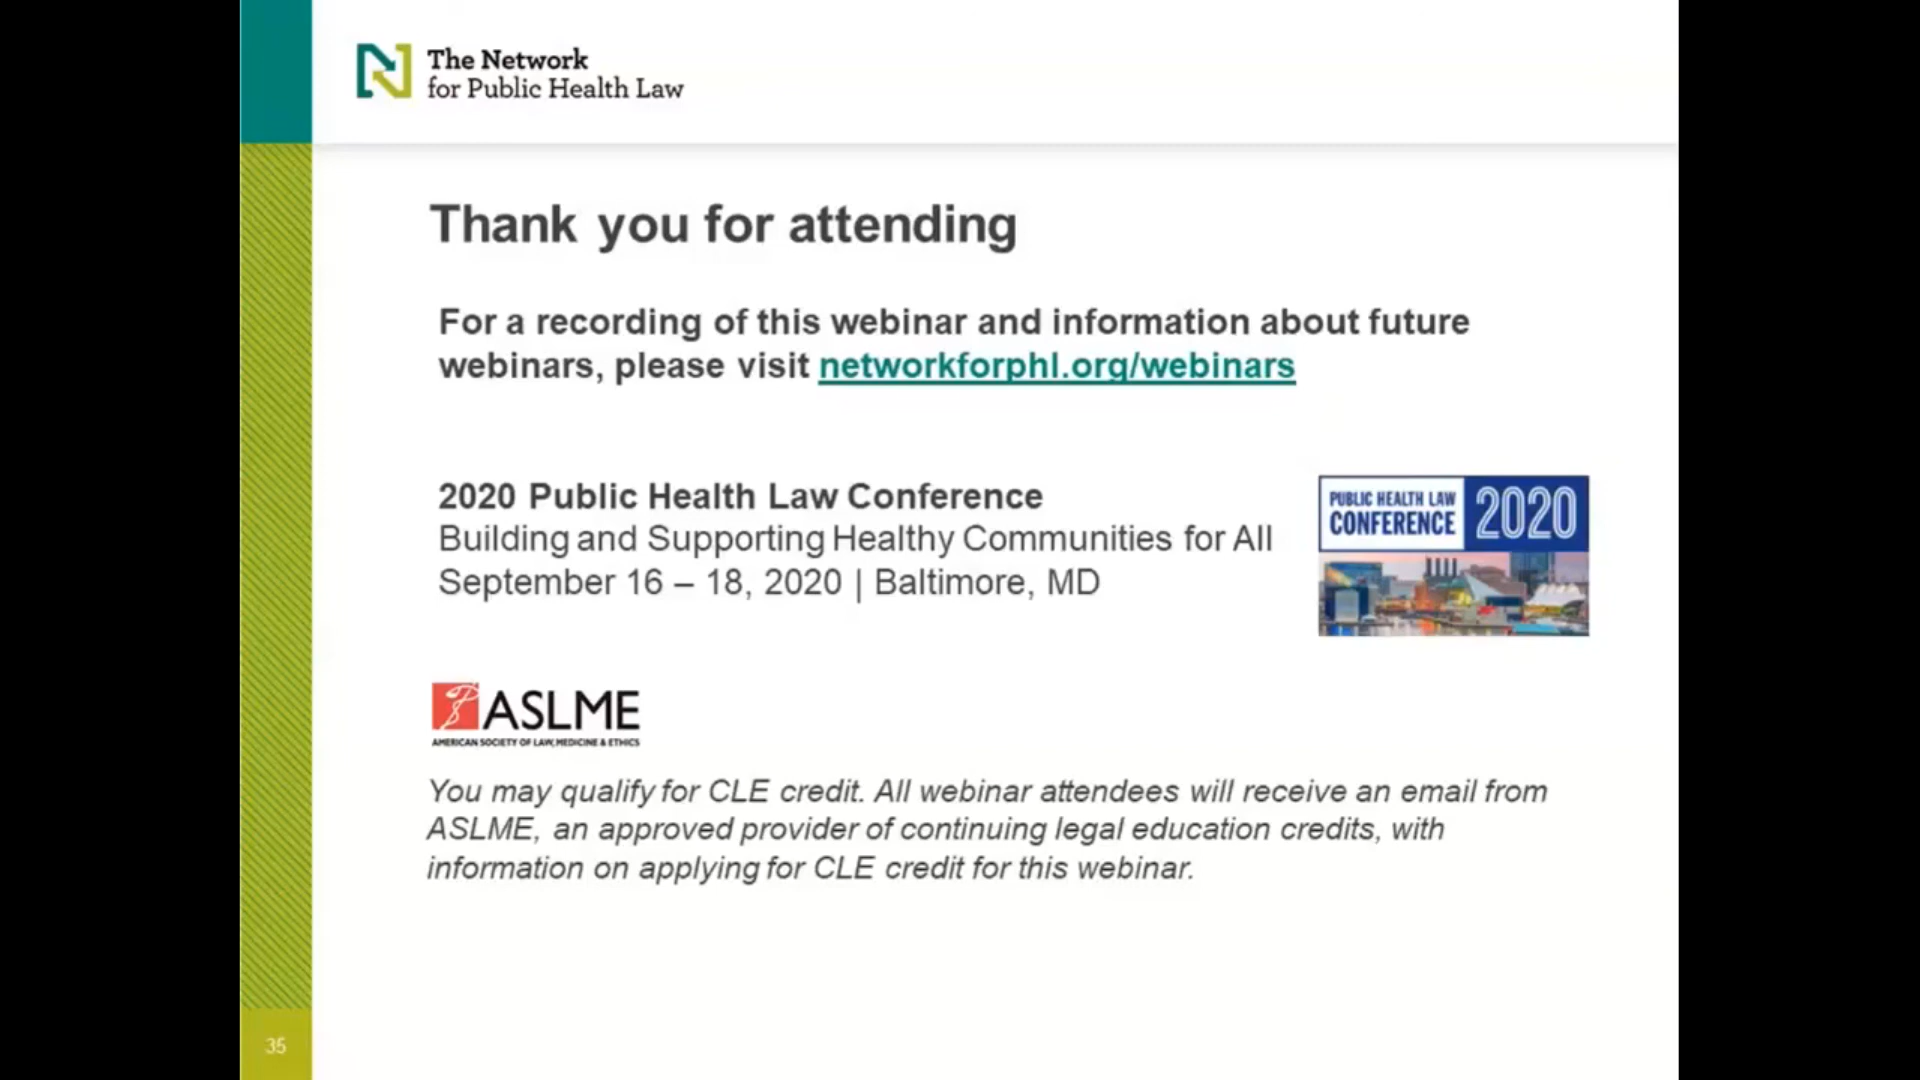 The Network
for Public Health Law
Thank you for attending
For a recording of this webinar and information about future
webinars, please visit networkforphl.org/webinars
2020 Public Health Law Conference
Building and Supporting Healthy Communities for All
September 16 – 18, 2020 | Baltimore, MD
PUBLIC HEALTH LAW
CONFERENCE
2020
ASLME
AMERICAN SOCIETY OF LAW, MEDICINE & ETHICS
You may qualify for CLE credit. All webinar attendees will receive an email from
ASLME, an approved provider of continuing legal education credits, with
information on applying for CLE credit for this webinar.
35